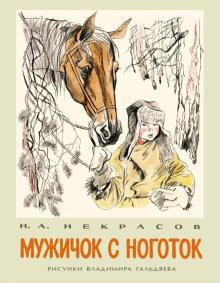 Н. А. НЕКРАСОВ
МУЖИЧОК С НОГОТОК
РИСУНКИ ВЛАДИМИРА ГАЛЬДЯЕВА